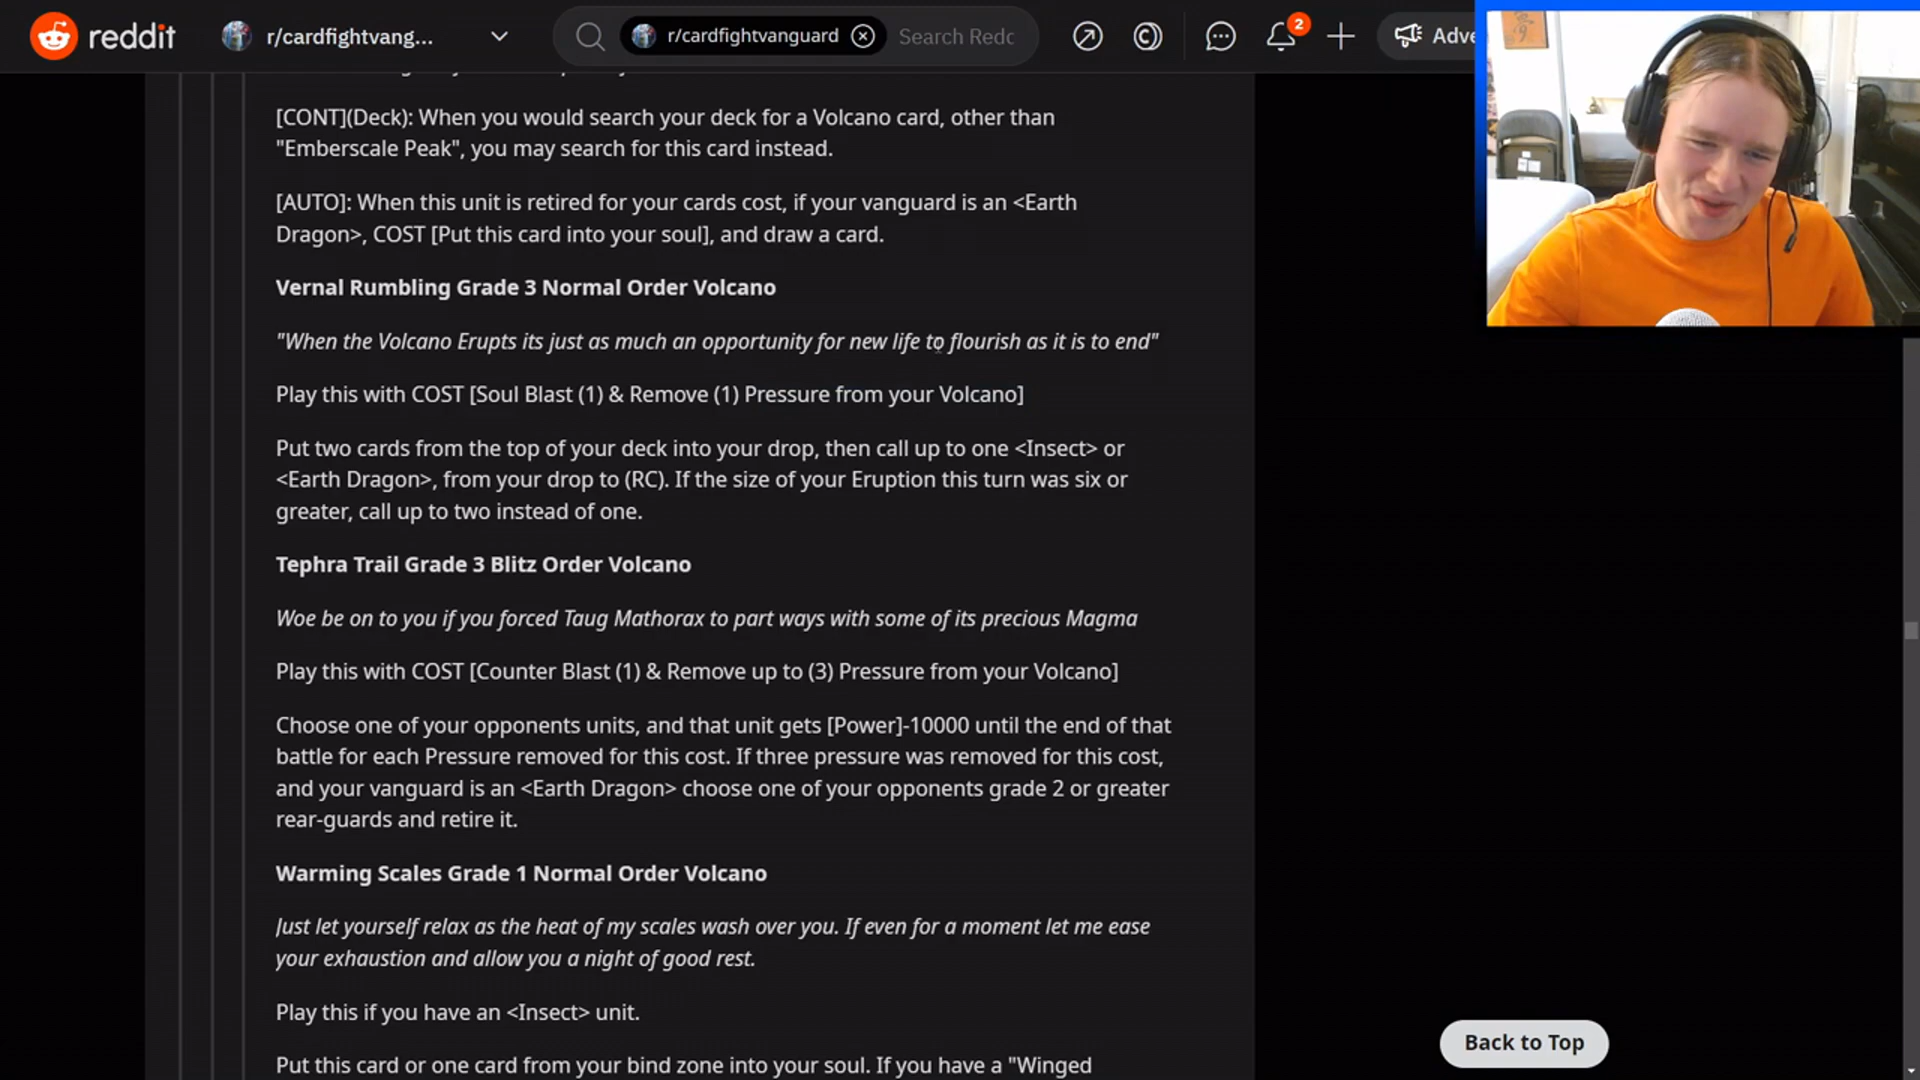 reddit
r/cardfightvang...
r/cardfightvanguard
Search Redc
2
Adve
[CONT](Deck): When you would search your deck for a Volcano card, other than
"Emberscale Peak", you may search for this card instead.
[AUTO]: When this unit is retired for your cards cost, if your vanguard is an <Earth
Dragon>, COST [Put this card into your soul], and draw a card.
Vernal Rumbling Grade 3 Normal Order Volcano
"When the Volcano Erupts its just as much an opportunity for new life to flourish as it is to end"
Play this with COST [Soul Blast (1) & Remove (1) Pressure from your Volcano]
Put two cards from the top of your deck into your drop, then call up to one <Insect> or
<Earth Dragon>, from your drop to (RC). If the size of your Eruption this turn was six or
greater, call up to two instead of one.
Tephra Trail Grade 3 Blitz Order Volcano
Woe be on to you if you forced Taug Mathorax to part ways with some of its precious Magma
Play this with COST [Counter Blast (1) & Remove up to (3) Pressure from your Volcano]
Choose one of your opponents units, and that unit gets [Power]-10000 until the end of that
battle for each Pressure removed for this cost. If three pressure was removed for this cost,
and your vanguard is an <Earth Dragon> choose one of your opponents grade 2 or greater
rear-guards and retire it.
Warming Scales Grade 1 Normal Order Volcano
Just let yourself relax as the heat of my scales wash over you. If even for a moment let me ease
your exhaustion and allow you a night of good rest.
Play this if you have an <Insect> unit.
Put this card or one card from your bind zone into your soul. If you have a "Winged
Back to Top